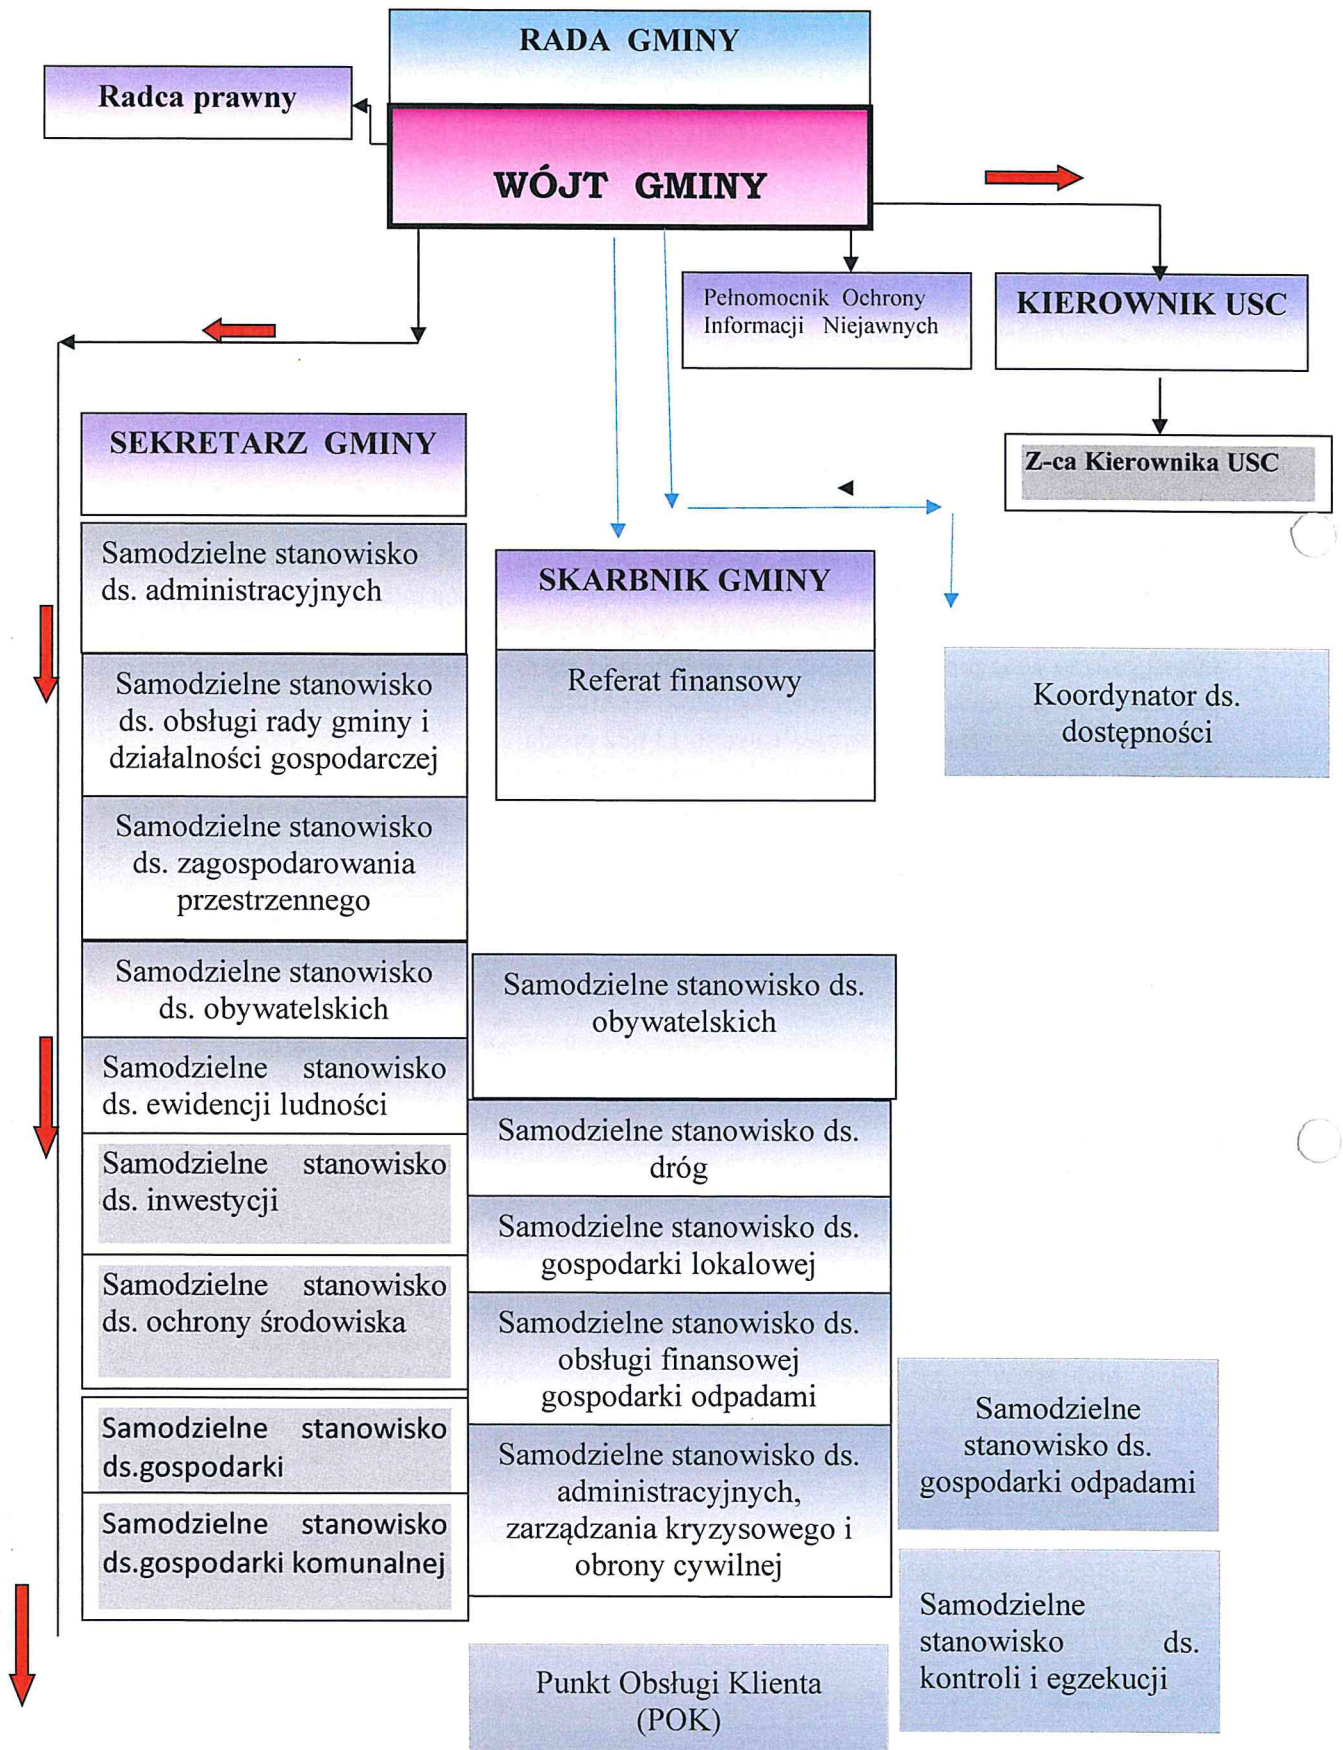 RADA GMINY
Radca prawny
WÓJT GMINY
Pełnomocnik Ochrony
Informacji Niejawnych
KIEROWNIK USC
SEKRETARZ GMINY
Z-ca Kierownika USC
Samodzielne stanowisko
ds. administracyjnych
SKARBNIK GMINY
Referat finansowy
Samodzielne stanowisko
ds. obsługi rady gminy i
działalności gospodarczej
Koordynator ds.
dostępności
Samodzielne stanowisko
ds. zagospodarowania
przestrzennego
Samodzielne stanowisko
ds. obywatelskich
Samodzielne stanowisko
ds. ewidencji ludności
Samodzielne stanowisko
ds. inwestycji
Samodzielne stanowisko
ds. ochrony środowiska
Samodzielne stanowisko
ds.gospodarki
Samodzielne stanowisko
ds.gospodarki komunalnej
Samodzielne stanowisko ds.
obywatelskich
Samodzielne stanowisko ds.
dróg
Samodzielne stanowisko ds.
gospodarki lokalowej
Samodzielne stanowisko ds.
obsługi finansowej
gospodarki odpadami
Samodzielne stanowisko ds.
administracyjnych,
zarządzania kryzysowego i
obrony cywilnej
Punkt Obsługi Klienta
(POK)
Samodzielne
stanowisko ds.
gospodarki odpadami
Samodzielne
stanowisko ds.
kontroli i egzekucji